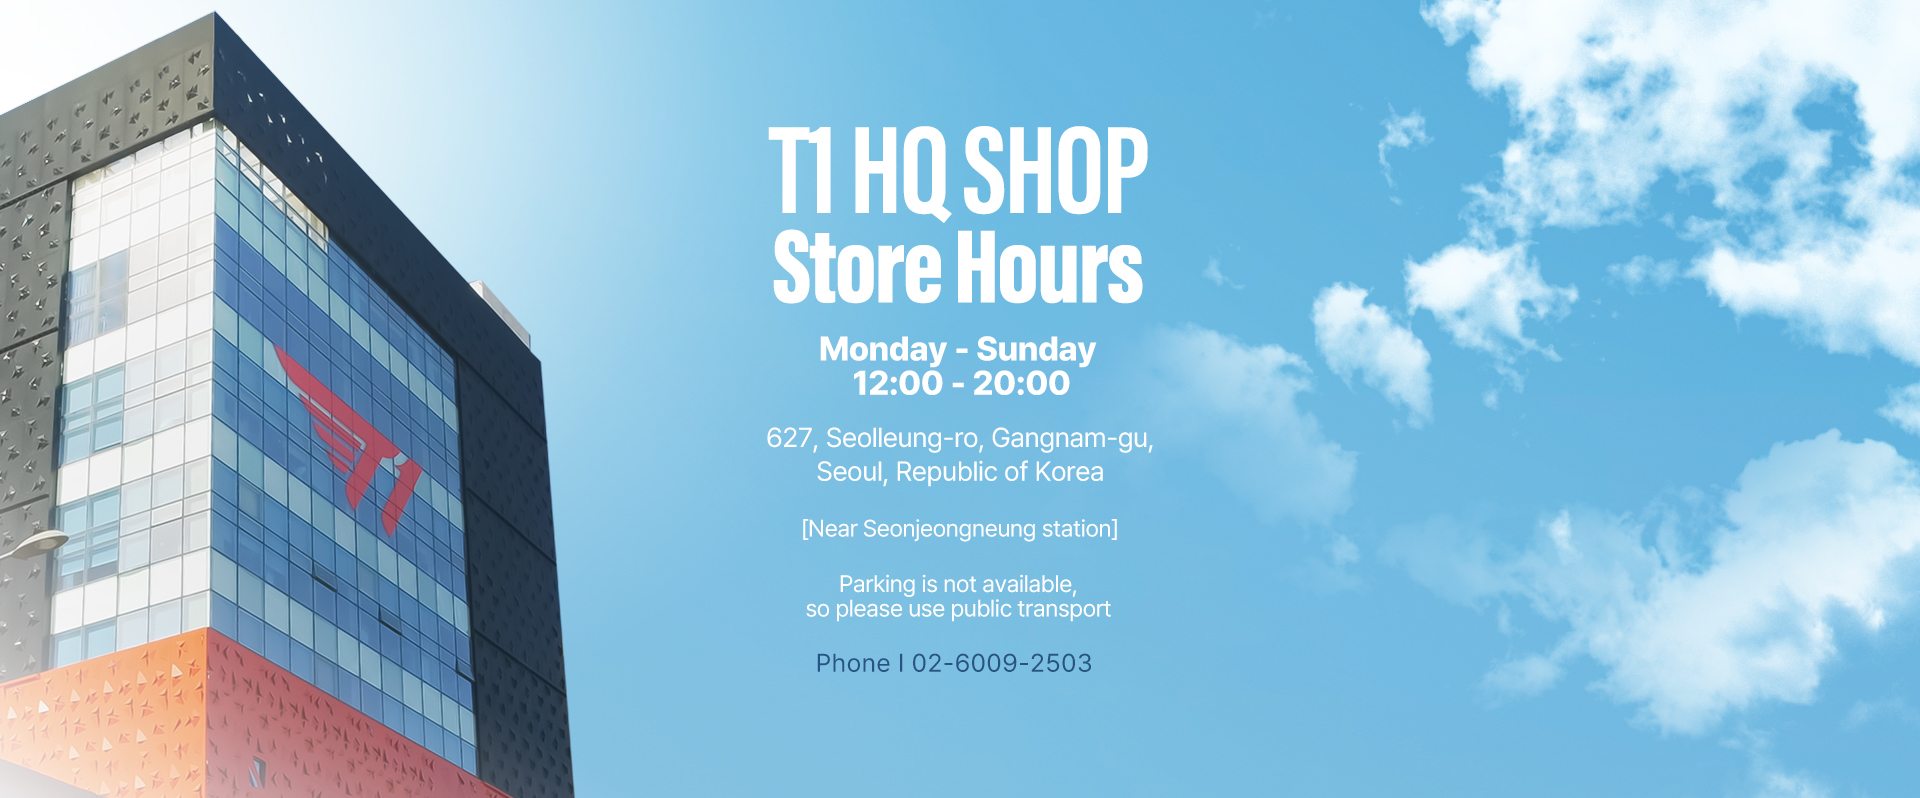 T1 HQ SHOP
Store Hours
Monday - Sunday
12:00 - 20:00
627, Seolleung-ro, Gangnam-gu,
Seoul, Republic of Korea
[Near Seonjeongneung station]
Parking is not available,
so please use public transport
Phone l 02-6009-2503
T1